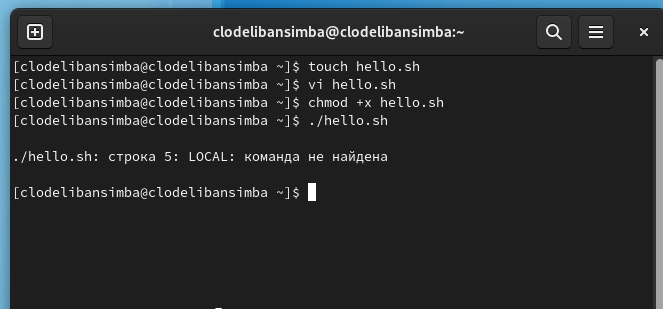 clodelibansimba@clodelibansimba:~
[clodelibansimba@clodelibansimba ~]$ touch hello.sh
[clodelibansimba@clodelibansimba ~]$ vi hello.sh
[clodelibansimba@clodelibansimba ~]$ chmod +x hello.sh
[clodelibansimba@clodelibansimba ~]$ ./hello.sh
./hello.sh: строка 5: LOCAL: команда не найдена
[clodelibansimba@clodelibansimba ~]$